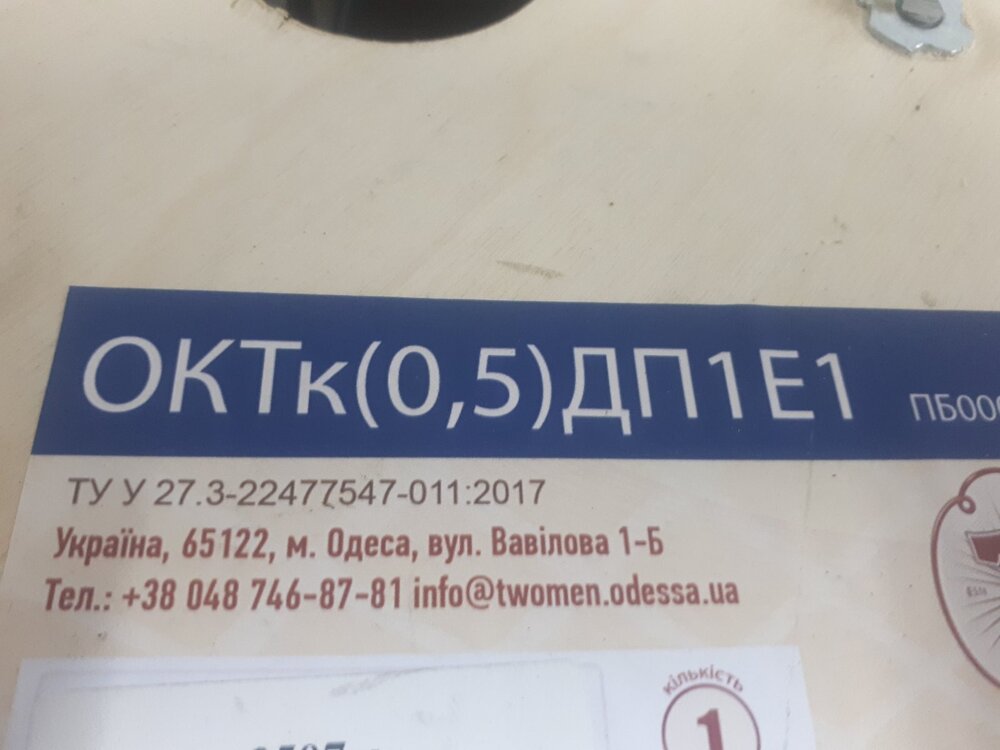 ОКТк(0,5)ДП1Е1
ТУ У 27.3-22477547-011:2017
Україна, 65122, м. Одеса, вул. Вавілова 1-Б
Тел.: +38 048 746-87-81 info@twomen.odessa.ua
кількість
1